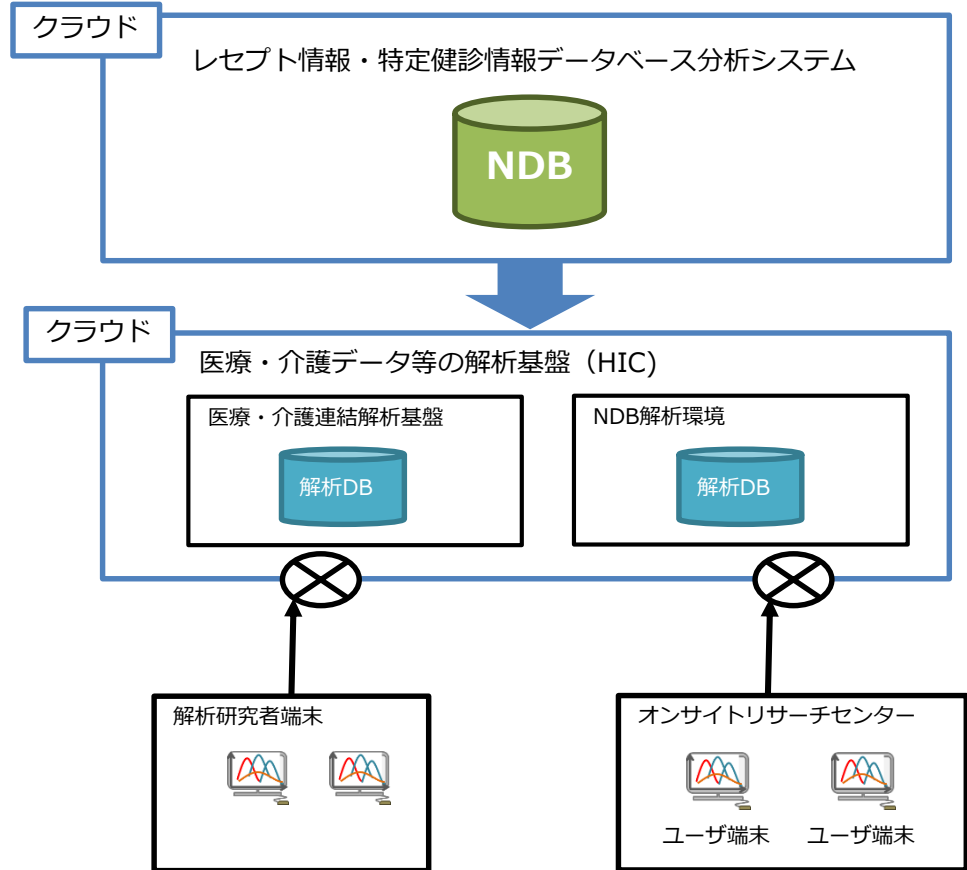 クラウド
レセプト情報・特定健診情報データベース分析システム
NDB
クラウド
医療・介護データ等の解析基盤（HIC)
医療・介護連結解析基盤
NDB解析環境
解析DB
解析DB
解析研究者端末
オンサイトリサーチセンター
ユーザ端末
ユーザ端末